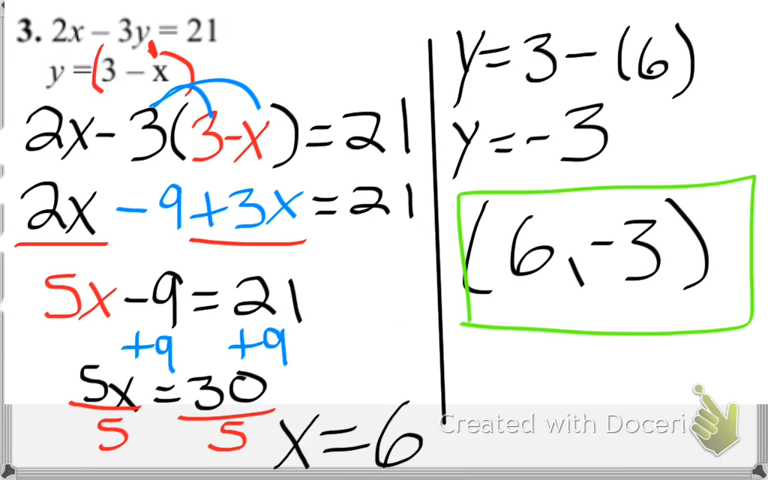 3. 2x – 3y = 21
y = (3 – x)
2x - 3(3-x) = 21
2x - 9 + 3x = 21
5x - 9 = 21
+9 +9
5x = 30
5 5
x = 6
y = 3 - (6)
y = -3
(6, -3)
Created with Doceri